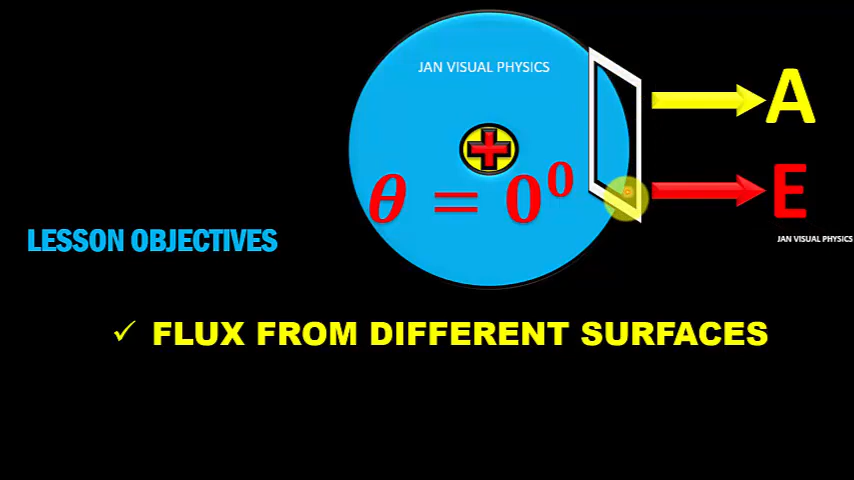 JAN VISUAL PHYSICS
A
θ = 0⁰
E
JAN VISUAL PHYSICS
LESSON OBJECTIVES
✓ FLUX FROM DIFFERENT SURFACES